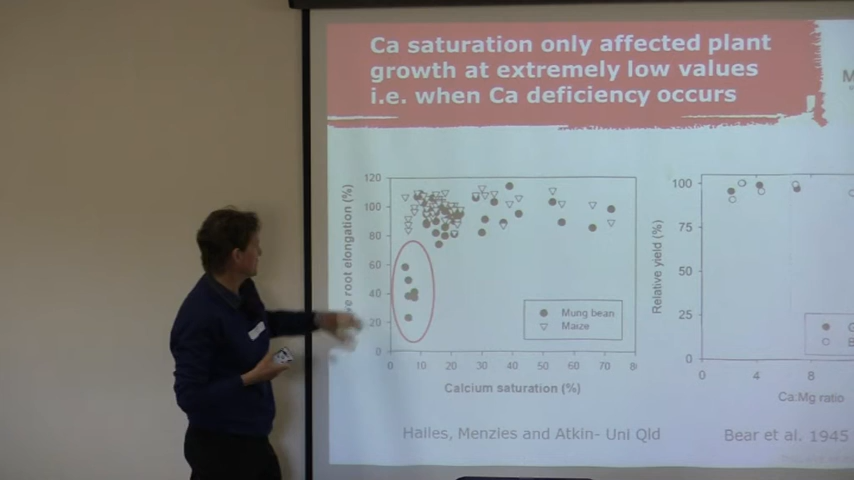 Ca saturation only affected plant
growth at extremely low values
i.e. when Ca deficiency occurs
M
120
100
80
60
40
20
0
0 10 20 30 40 50 60 70 8
ve root elongation (%)
Calcium saturation (%)
Mung bean
Maize
100
75
50
25
0
0 4 8
Relative yield (%)
Ca:Mg ratio
Halles, Menzies and Atkin- Uni Qld
Bear et al. 1945